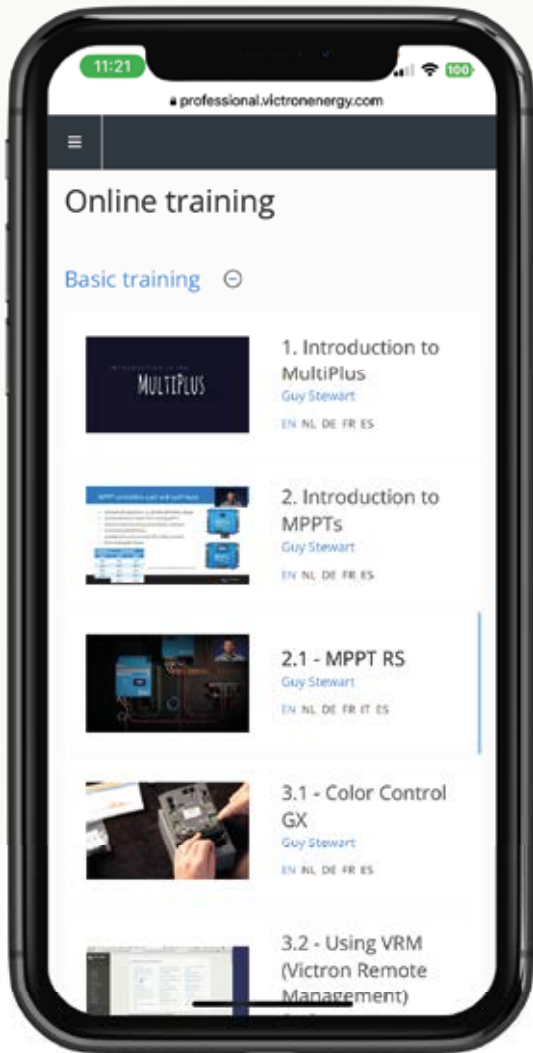 11:21
100
professional.victronenergy.com
Online training
Basic training
MULTIPLUS
1. Introduction to
MultiPlus
Guy Stewart
EN NL DE FR ES
2. Introduction to
MPPTs
Guy Stewart
EN NL DE FR ES
2.1 - MPPT RS
Guy Stewart
EN NL DE FR IT ES
3.1 - Color Control
GX
Guy Stewart
EN NL DE FR ES
3.2 - Using VRM
(Victron Remote
Management)